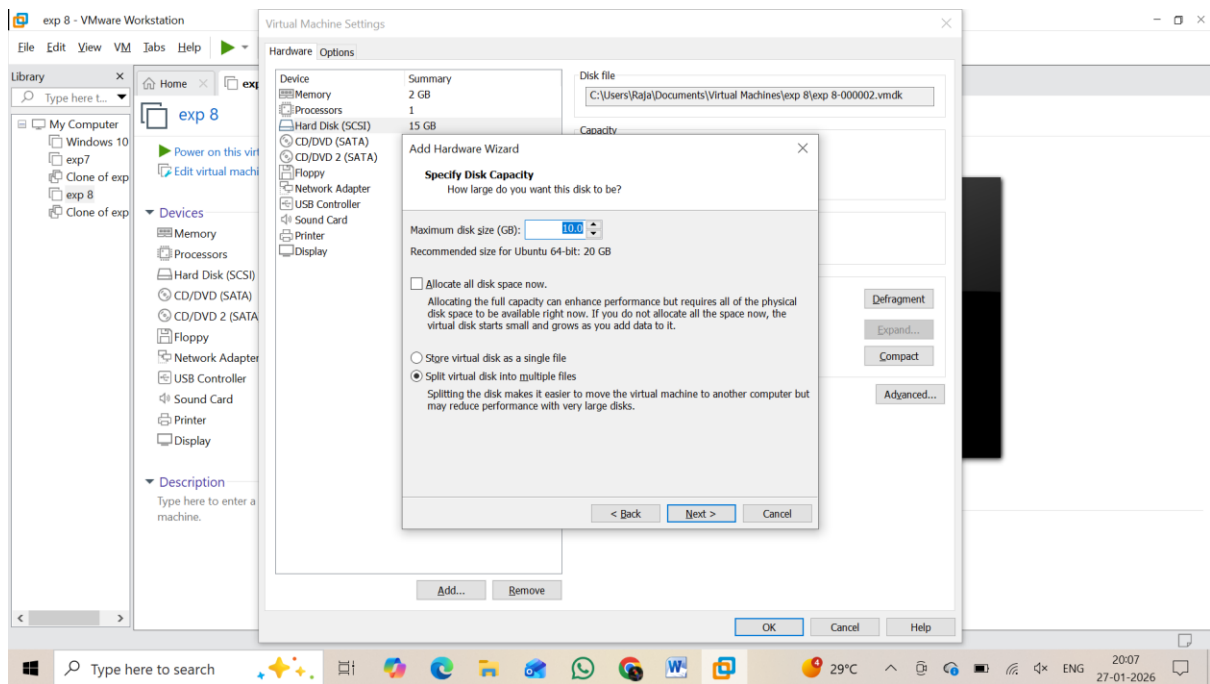 exp 8 - VMware Workstation
File Edit View VM Tabs Help
Library
Type here t...
My Computer
Windows 10
exp7
Clone of exp
exp 8
Clone of exp
Home
exp
exp 8
Power on this virt
Edit virtual machi
Devices
Memory
Processors
Hard Disk (SCSI)
CD/DVD (SATA)
CD/DVD 2 (SATA
Floppy
Network Adapter
USB Controller
Sound Card
Printer
Display
Description
Type here to enter a
machine.
Virtual Machine Settings
Hardware Options
Device Summary
Memory 2 GB
Processors 1
Hard Disk (SCSI) 15 GB
CD/DVD (SATA)
CD/DVD 2 (SATA)
Floppy
Network Adapter
USB Controller
Sound Card
Printer
Display
Add... Remove
Disk file
C:\Users\RaJa\Documents\Virtual Machines\exp 8\exp 8-000002.vmdk
Capacity
Defragment
Expand...
Compact
Advanced...
Add Hardware Wizard
Specify Disk Capacity
How large do you want this disk to be?
Maximum disk size (GB): 10.0
Recommended size for Ubuntu 64-bit: 20 GB
Allocate all disk space now.
Allocating the full capacity can enhance performance but requires all of the physical
disk space to be available right now. If you do not allocate all the space now, the
virtual disk starts small and grows as you add data to it.
Store virtual disk as a single file
Split virtual disk into multiple files
Splitting the disk makes it easier to move the virtual machine to another computer but
may reduce performance with very large disks.
< Back Next > Cancel
OK Cancel Help
Type here to search
4
29°C
ENG
20:07
27-01-2026